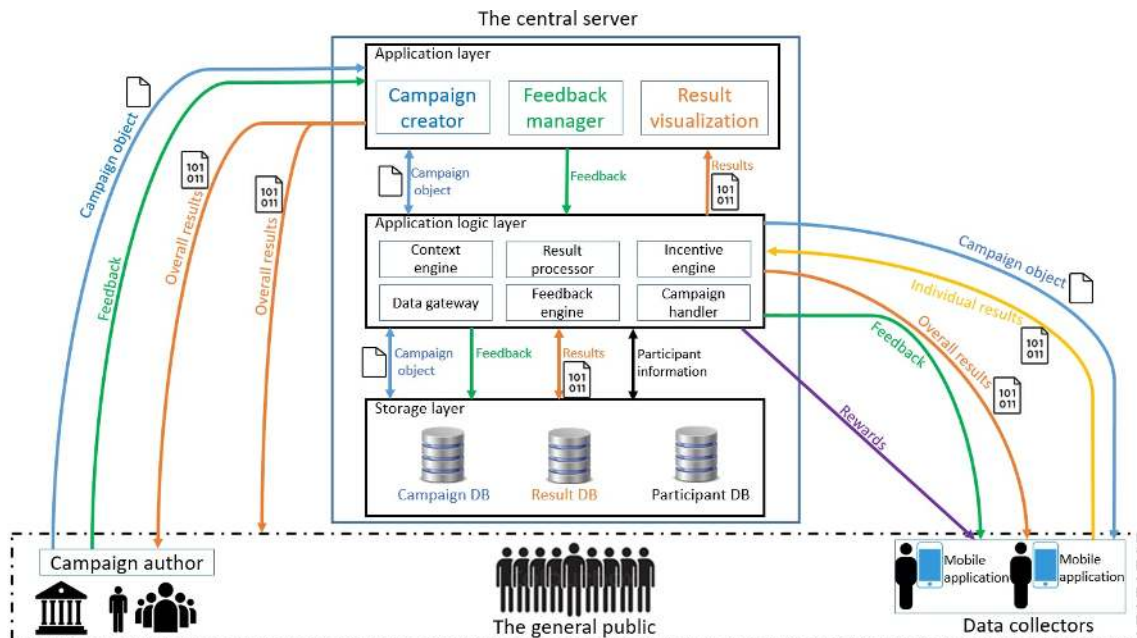 The central server
Application layer
Campaign
creator
Feedback
manager
Result
visualization
Campaign object
Feedback
101
011
Overall results
101
011
Overall results
Campaign
object
Feedback
Results
101
011
Application logic layer
Context
engine
Result
processor
Incentive
engine
Data gateway
Feedback
engine
Campaign
handler
Campaign object
Individual results
101
011
Overall results
101
011
Feedback
Rewards
Campaign
object
Feedback
Results
101
011
Participant
information
Storage layer
Campaign DB
Result DB
Participant DB
Campaign author
The general public
Mobile
application
Mobile
application
Data collectors